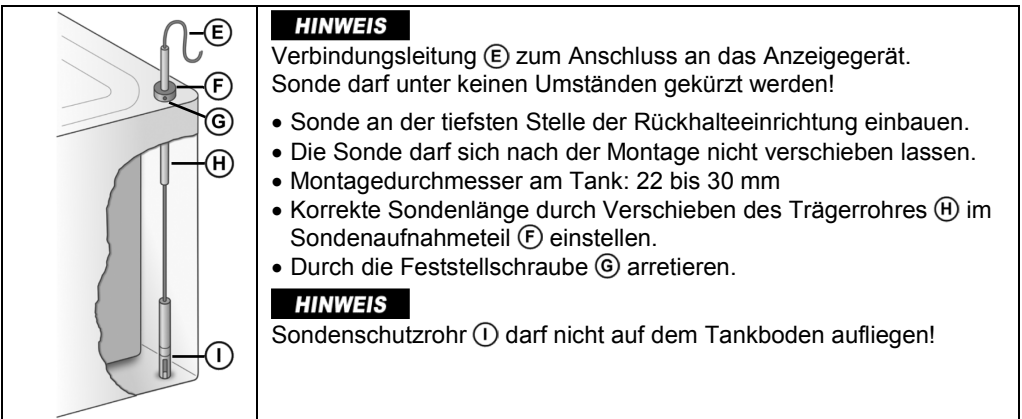 E
F
G
H
I
HINWEIS
Verbindungsleitung Ⓔ zum Anschluss an das Anzeigegerät.
Sonde darf unter keinen Umständen gekürzt werden!
• Sonde an der tiefsten Stelle der Rückhalteeinrichtung einbauen.
• Die Sonde darf sich nach der Montage nicht verschieben lassen.
• Montagedurchmesser am Tank: 22 bis 30 mm
• Korrekte Sondenlänge durch Verschieben des Trägerrohres Ⓗ im
Sondenaufnahmeteil Ⓕ einstellen.
• Durch die Feststellschraube Ⓖ arretieren.
HINWEIS
Sondenschutzrohr Ⓘ darf nicht auf dem Tankboden aufliegen!